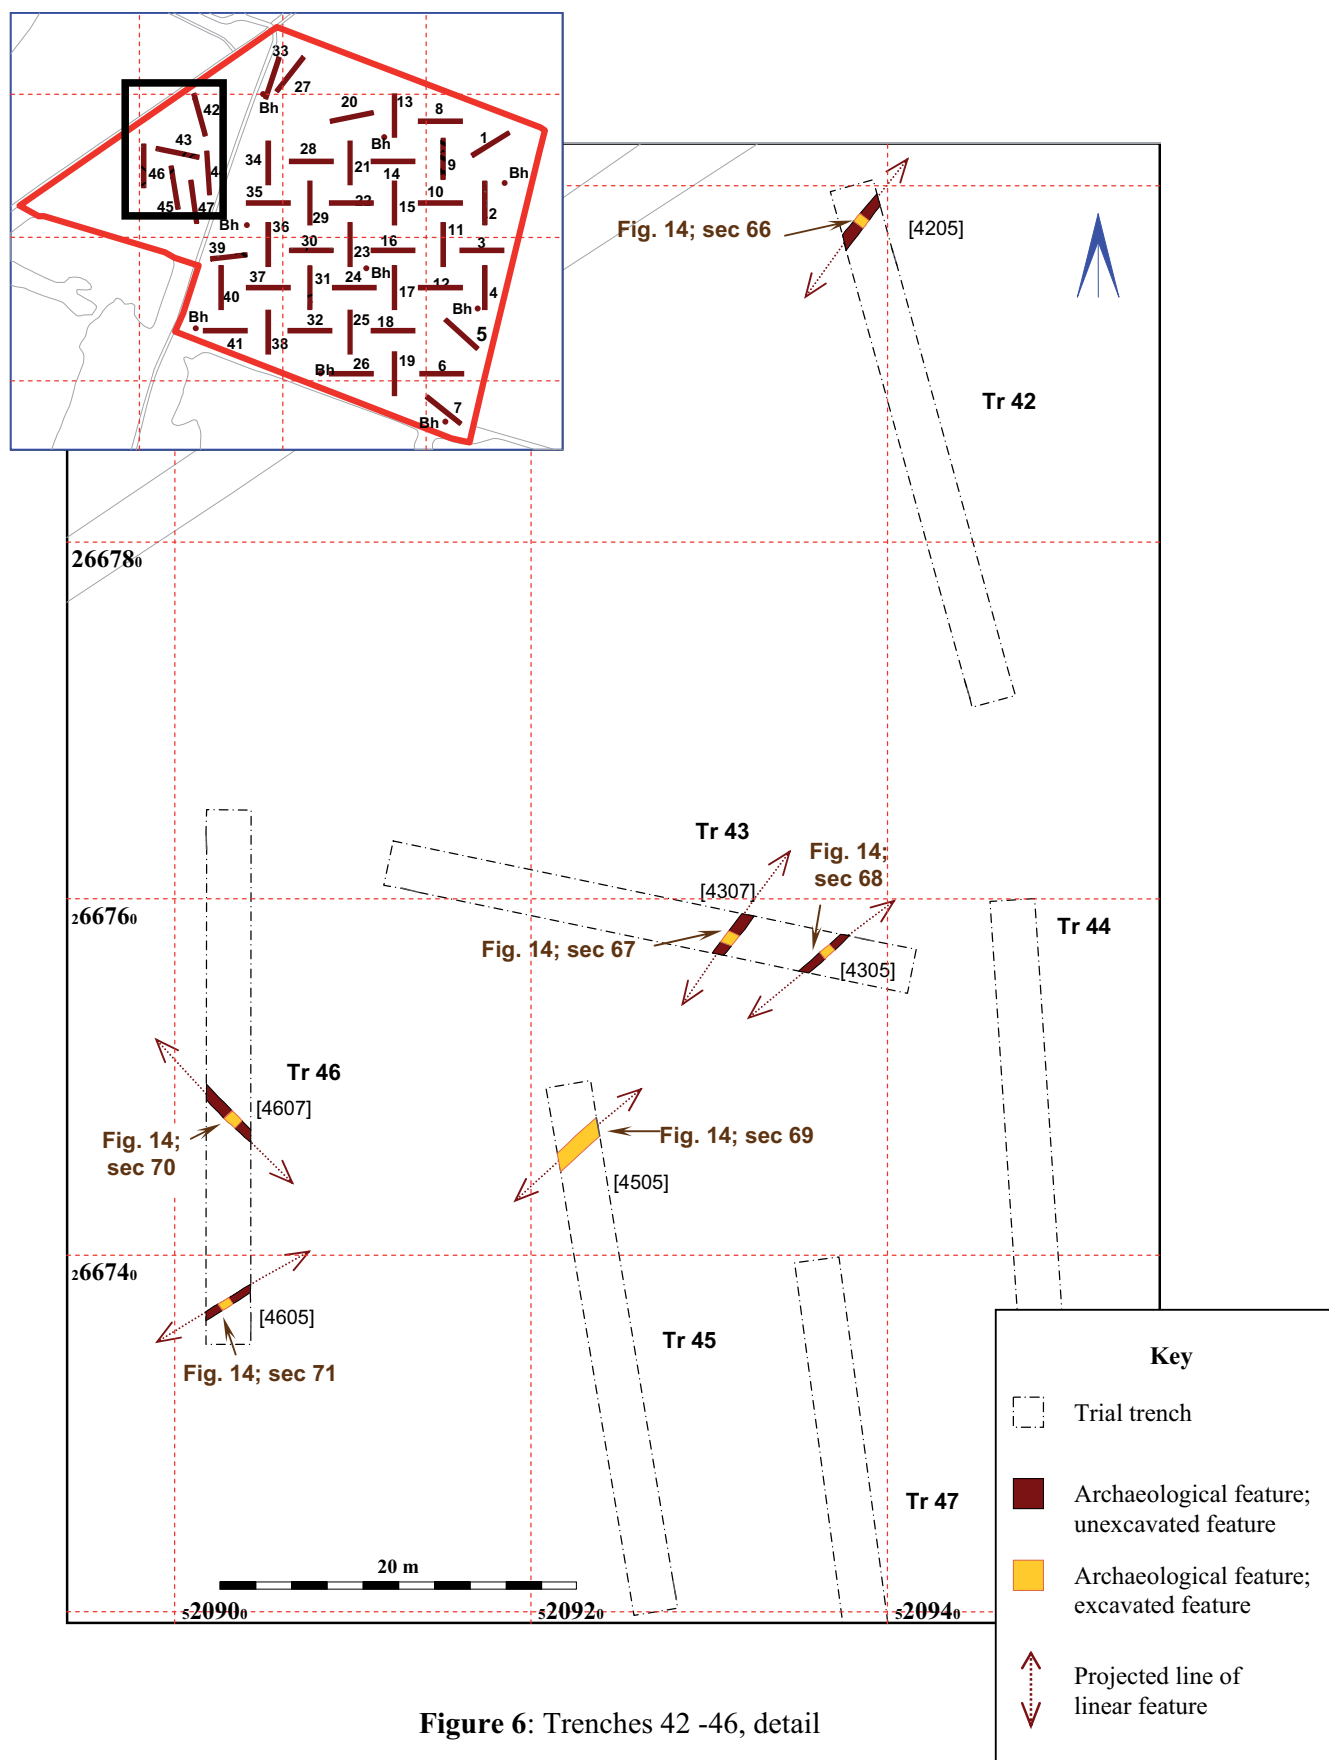 33
27
Bh
42
20
13
8
1
Bh
43
28
34
21
14
9
Bh
44
46
35
22
10
45
47
29
15
2
Bh
36
11
39
30
23
16
3
Bh
37
31
24
12
40
17
4
Bh
Bh
41
38
32
25
18
5
Bh
26
19
6
7
Bh
Fig. 14; sec 66
[4205]
Tr 42
266780
Tr 43
Fig. 14;
sec 68
[4307]
266760
Tr 44
Fig. 14; sec 67
[4305]
Tr 46
[4607]
Fig. 14;
sec 70
Fig. 14; sec 69
[4505]
266740
[4605]
Tr 45
Fig. 14; sec 71
Tr 47
20 m
520900
520920
520940
Key
Trial trench
Archaeological feature;
unexcavated feature
Archaeological feature;
excavated feature
Projected line of
linear feature
Figure 6: Trenches 42 -46, detail